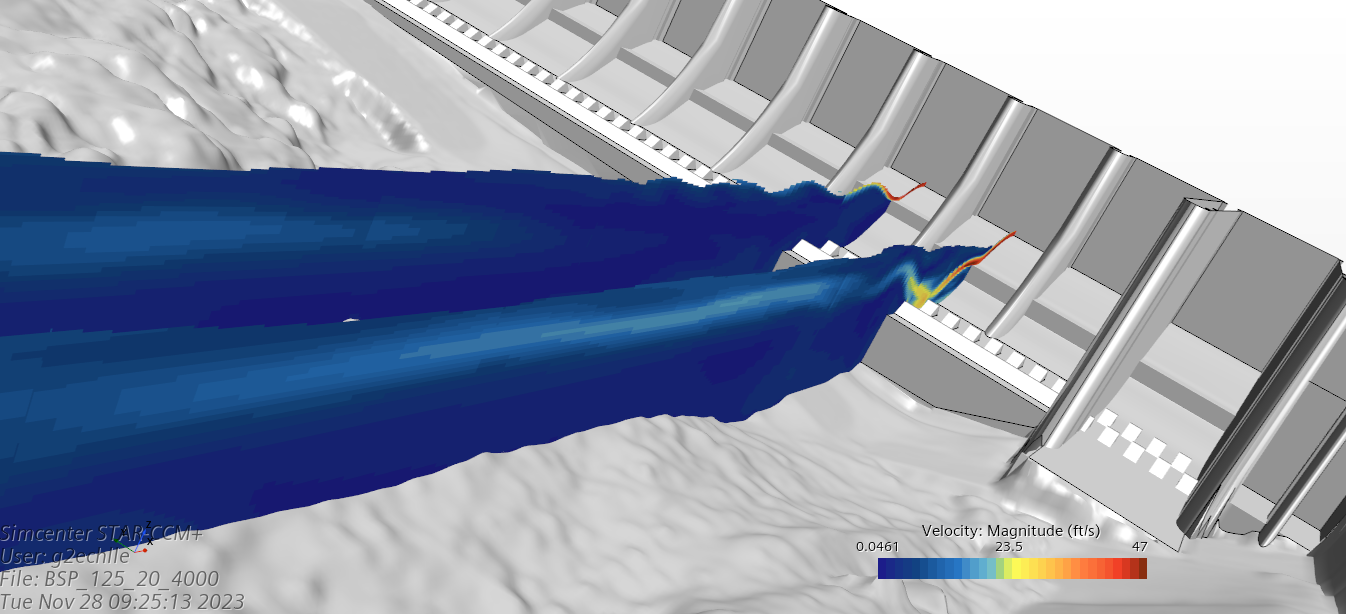 Velocity: Magnitude (ft/s)
0.0461 23.5 47
Simcenter STAR-CCM+
User: g2echlle
File: BSP_125_20_4000
Tue Nov 28 09:25:13 2023
Z
X